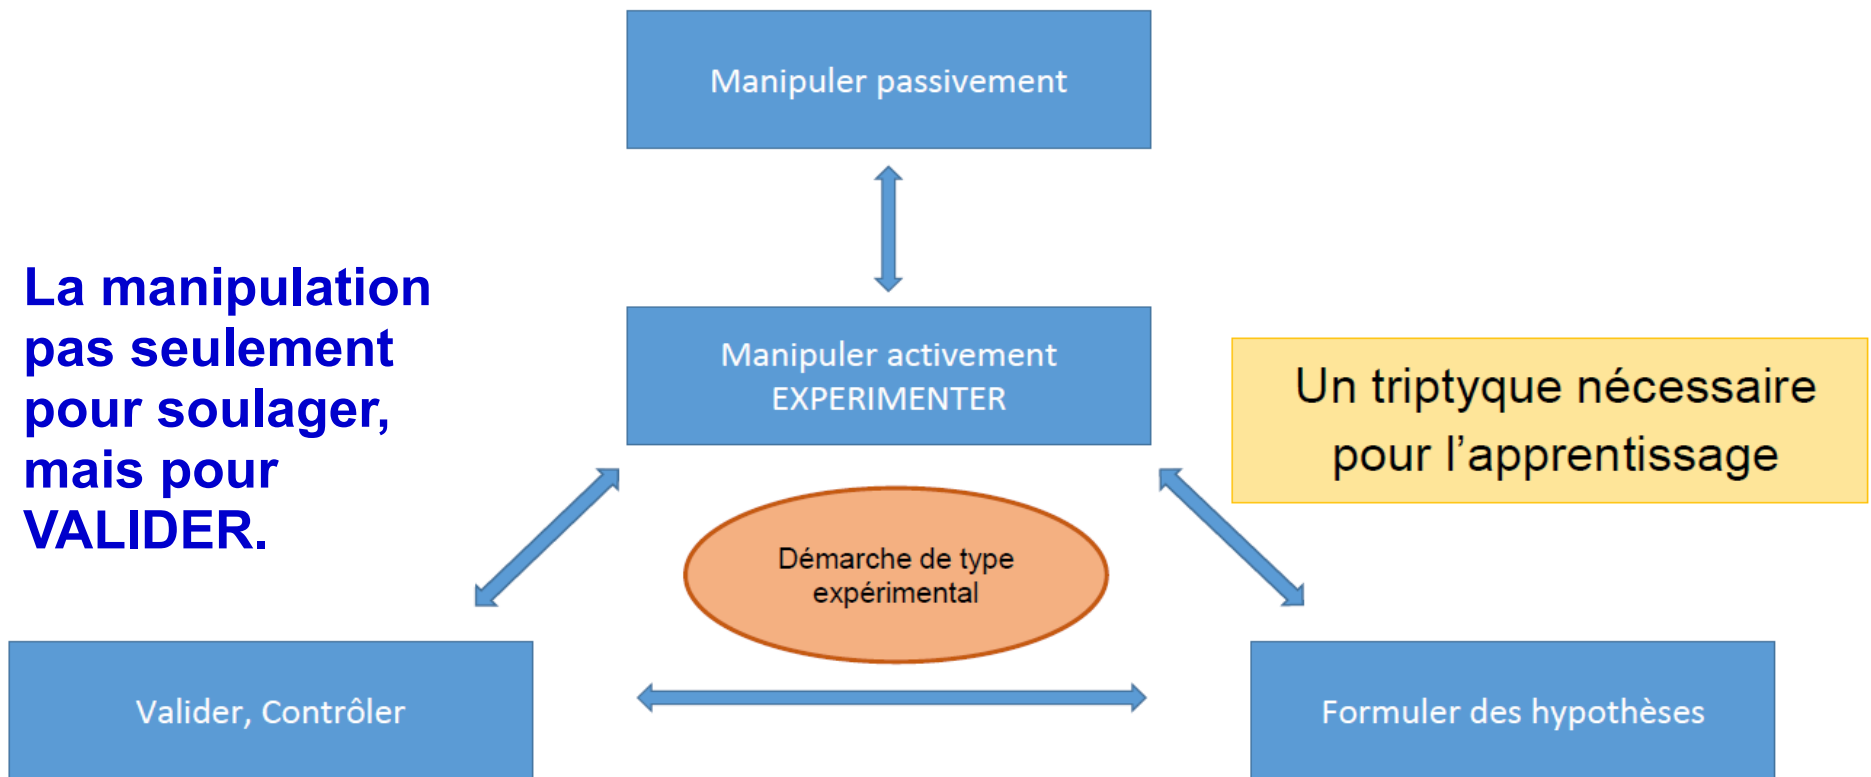 Manipuler passivement
La manipulation
pas seulement
pour soulager,
mais pour
VALIDER.
Manipuler activement
EXPERIMENTER
Un triptyque nécessaire
pour l’apprentissage
Démarche de type
expérimental
Valider, Contrôler
Formuler des hypothèses